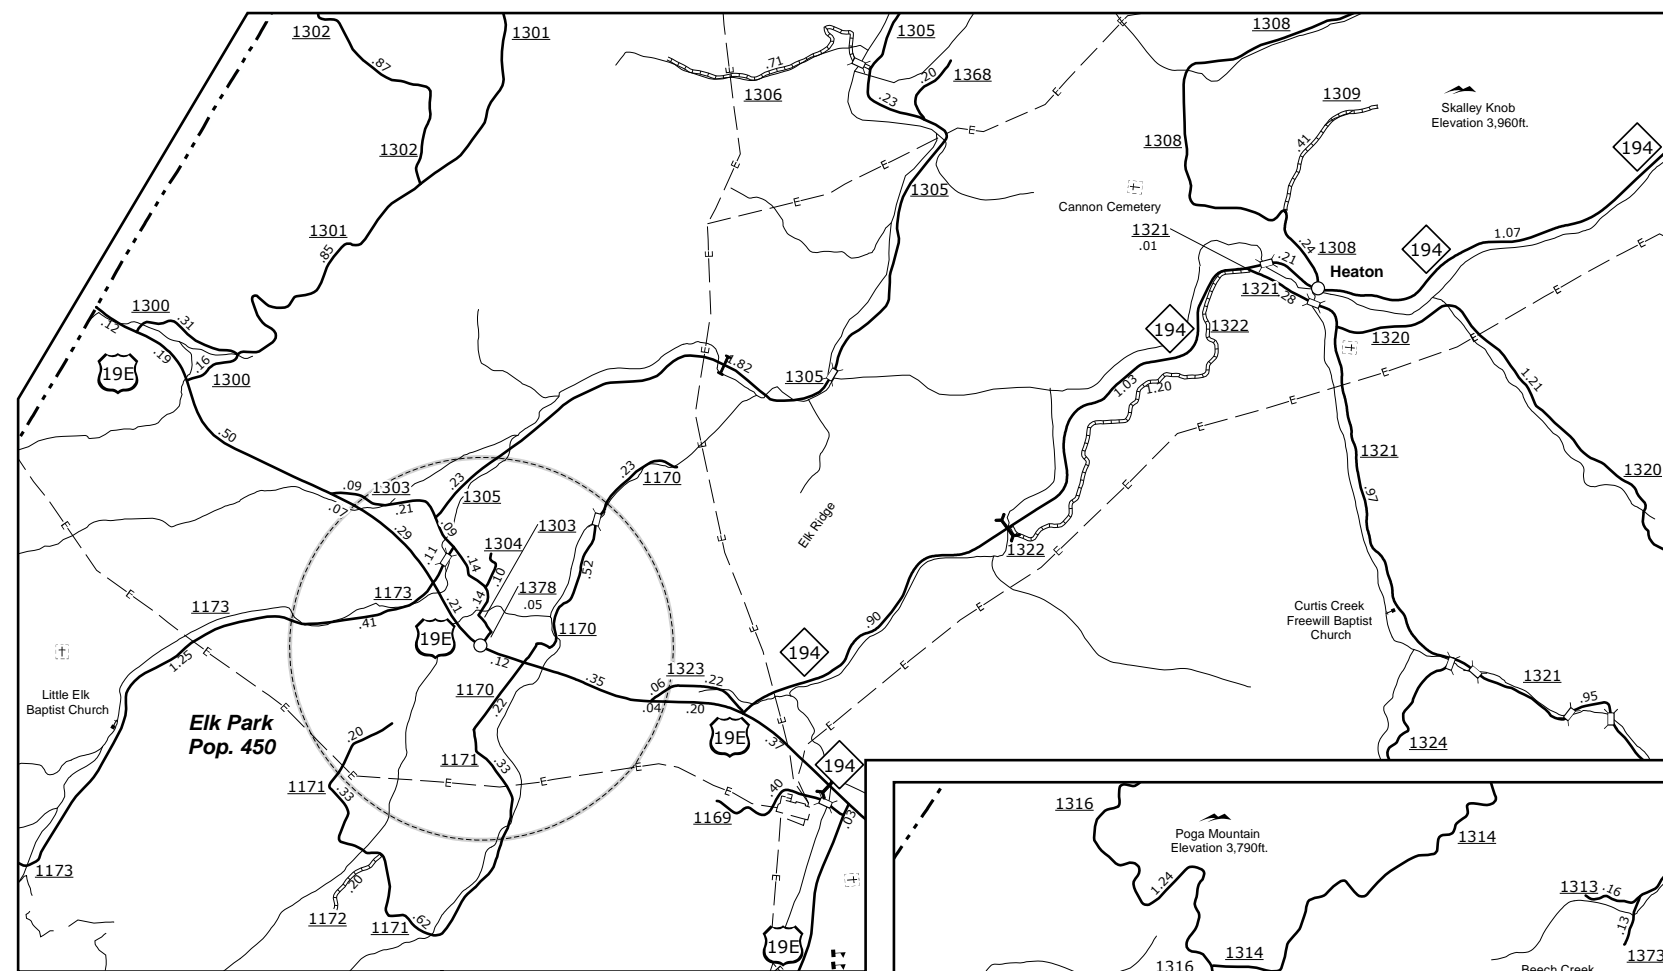 1302
1301
1305
1308
.87
.71
E
.20
1368
1306
.23
E
E
1309
Skalley Knob
Elevation 3,960ft.
1302
E
E
1308
.41
194
E
1305
Cannon Cemetery
E
1301
.85
1321
.01
.24
1308
194
1.07
E
E
.21
Heaton
1300
.31
.12
1321
.28
E
194
1322
1320
E
.19
.16
19E
1300
E
1.82
1305
1.03
1.20
E
1.21
E
E
.50
E
1321
1320
.23
1170
.09
1303
.23
1305
.21
.07
E
.97
E
.29
.09
1303
Elk Ridge
E
1304
.11
.14
.10
.52
1322
E
E
1173
1378
.05
.14
1173
.21
.41
E
Curtis Creek
Freewill Baptist
Church
19E
1170
.90
E
1.25
.12
194
E
1323
.22
.06
.35
1321
Little Elk
Baptist Church
1170
.22
.04
.20
.95
Elk Park
Pop. 450
E
E
.20
19E
.37
E
1324
1171
.33
E
194
1171
.33
E
E
E
E
.40
E
1169
.03
1316
Poga Mountain
Elevation 3,790ft.
1314
1173
E
.20
1.24
1313
.16
1172
1171
.62
.13
19E
E
1316
1314
1373
Beech Creek